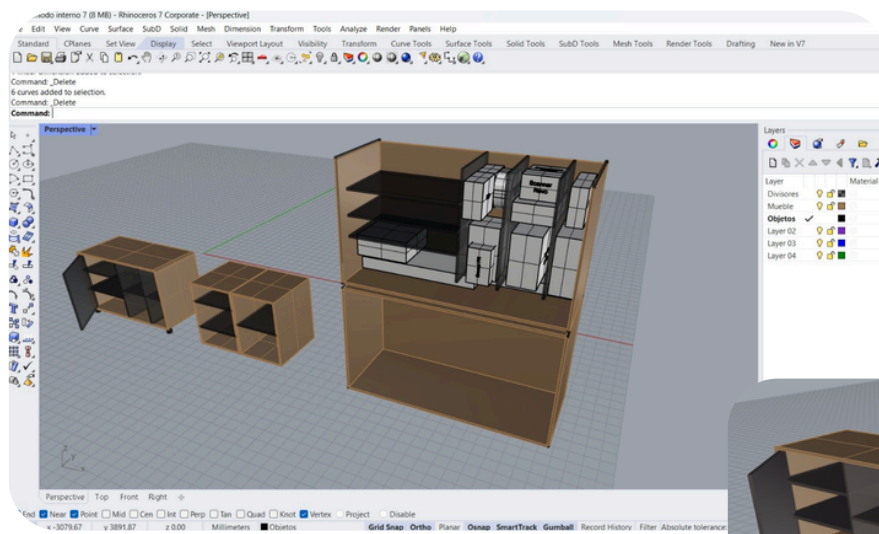 odo interno 7 (8 MB) - Rhinoceros 7 Corporate - [Perspective]
Edit View Curve Surface SubD Solid Mesh Dimension Transform Tools Analyze Render Panels Help
Standard CPlanes Set View Display Select Viewport Layout Visibility Transform Curve Tools Surface Tools Solid Tools SubD Tools Mesh Tools Render Tools Drafting New in V7
Command: _Delete
6 curves added to selection.
Command: _Delete
Command:
Perspective
Layers
Layer Material
Divisores
Mueble
Objetos
Layer 02
Layer 03
Layer 04
Scanner
z
y
x
Perspective Top Front Right
End Near Point Mid Cen Int Perp Tan Quad Knot Vertex Project Disable
x -3079.67 y 3891.87 z 0.00 Millimeters Objetos Grid Snap Ortho Planar Osnap SmartTrack Gumball Record History Filter Absolute tolerance: